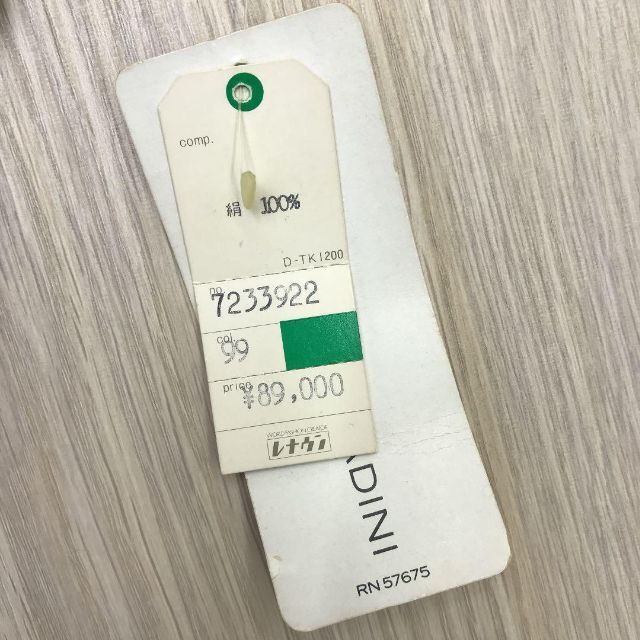 comp.
絹 100%
D-TK1200
no.
7233922
col.
99
price
¥89,000
WORLD FASHION CREATOR
レナウン
ADINI
RN 57675